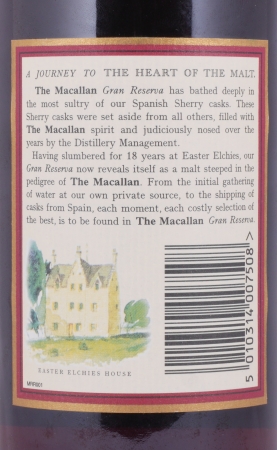 A JOURNEY TO THE HEART OF THE MALT.
The Macallan Gran Reserva has bathed deeply in
the most sultry of our Spanish Sherry casks. These
Sherry casks were set aside from all others, filled with
The Macallan spirit and judiciously nosed over the
years by the Distillery Management.
Having slumbered for 18 years at Easter Elchies, our
Gran Reserva now reveals itself as a malt steeped in the
pedigree of The Macallan. From the initial gathering
of water at our own private source, to the shipping of
casks from Spain, each moment, each costly selection of
the best, is to be found in The Macallan Gran Reserva.
EASTER ELCHIES HOUSE
MRRB01
5 010314 007508 >